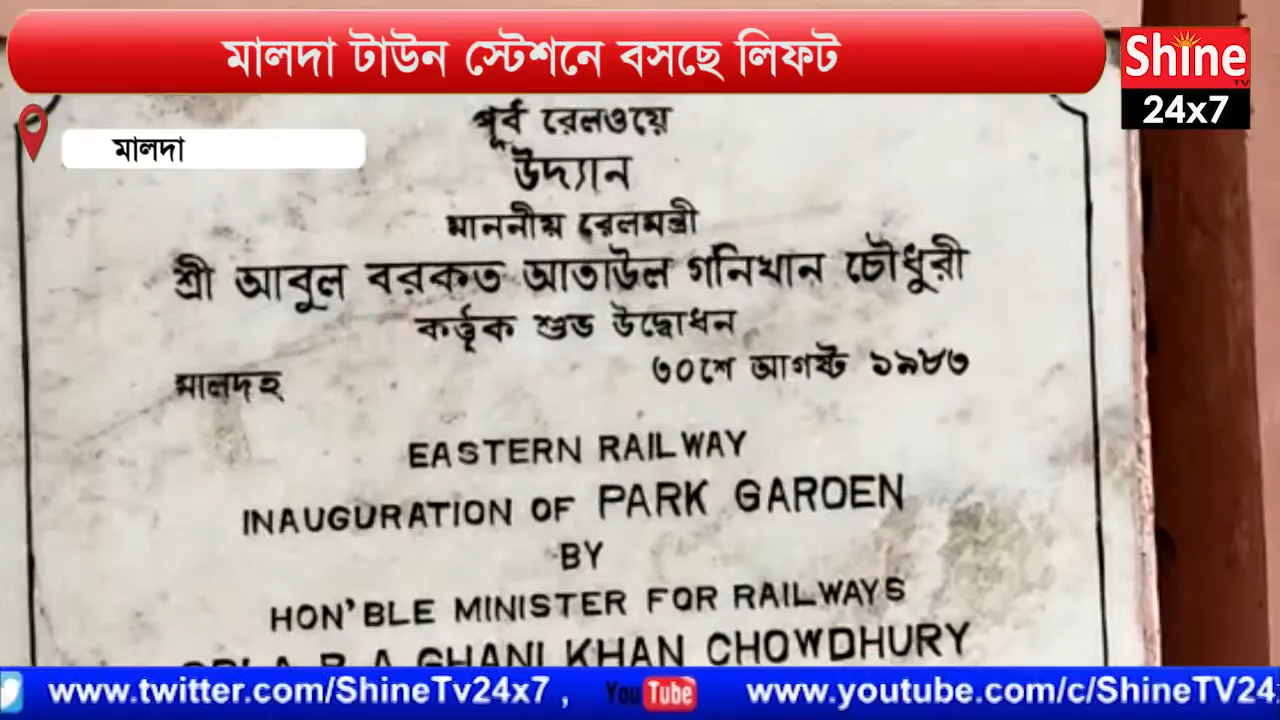 মালদা টাউন স্টেশনে বসছে লিফট
Shine
TV
24x7
মালদা
পূর্ব রেলওয়ে
উদ্যান
মাননীয় রেলমন্ত্রী
শ্রী আবুল বরকত আতাউল গনিখান চৌধুরী
কর্ত্তৃক শুভ উদ্বোধন
৩০শে আগষ্ট ১৯৮৩
মালদহ
EASTERN RAILWAY
INAUGURATION OF PARK GARDEN
BY
HON'BLE MINISTER FOR RAILWAYS
GHANI KHAN CHOWDHURY
www.twitter.com/ShineTv24x7 , YouTube www.youtube.com/c/ShineTV24